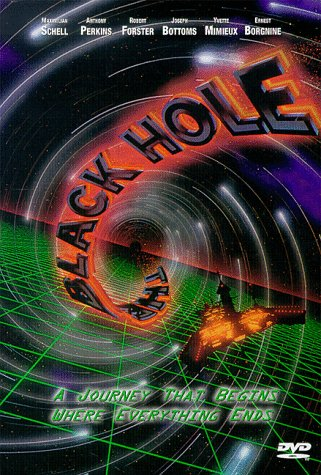 MAXIMILIAN ANTHONY ROBERT JOSEPH YVETTE ERNEST
SCHELL PERKINS FORSTER BOTTOMS MIMIEUX BORGNINE
THE BLACK HOLE
A JOURNEY THAT BEGINS
WHERE EVERYTHING ENDS
DVD